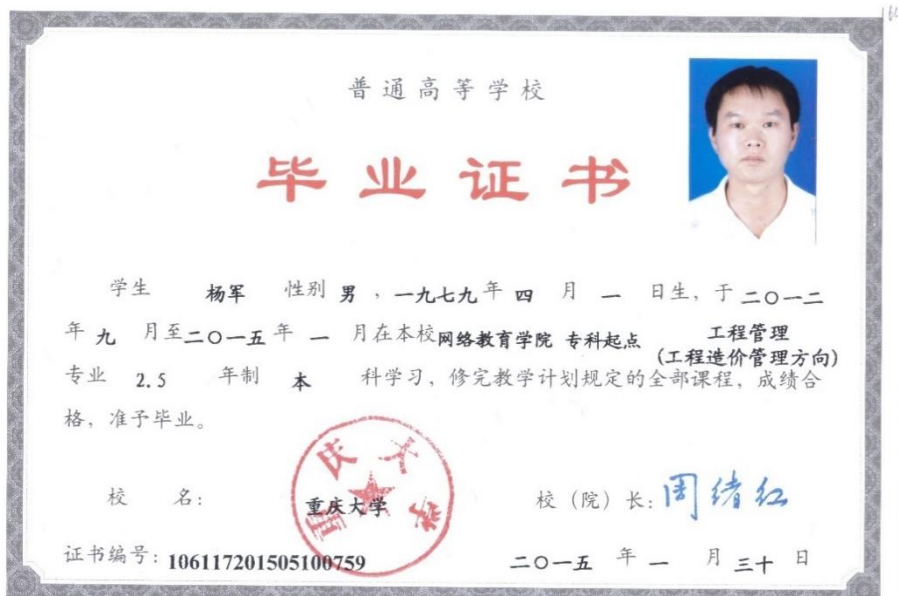 普通高等学校
毕业证书
学生 杨军 性别 男 ，一九七九年 四 月 一 日生，于 二〇一二
年 九 月至二〇一五年 一 月在本校网络教育学院 专科起点 工程管理
(工程造价管理方向)
专业 2.5 年制 本 科学习，修完教学计划规定的全部课程，成绩合
格，准予毕业。
重庆大学
校 名： 重庆大学 校（院）长：周绪红
证书编号：106117201505100759 二〇一五 年 一 月 三十 日